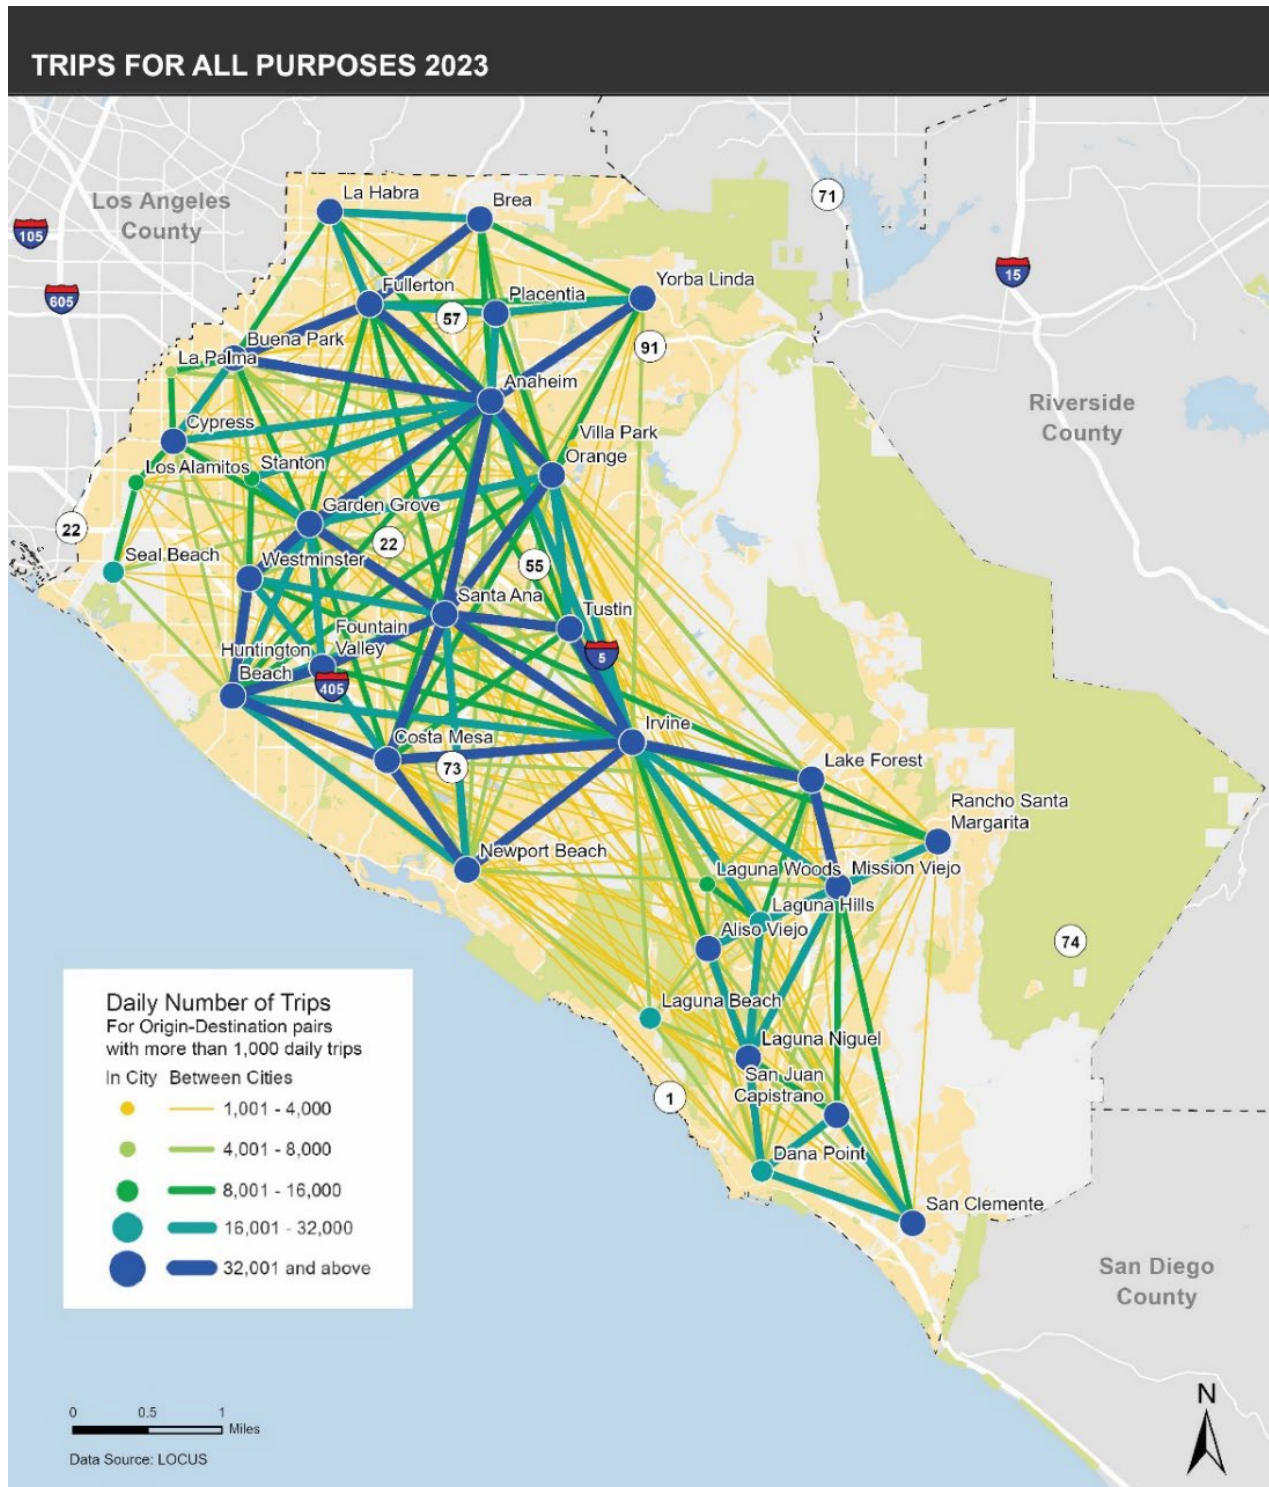 TRIPS FOR ALL PURPOSES 2023
Los Angeles
County
La Habra
Brea
71
105
15
605
Fullerton
Placentia
Yorba Linda
57
91
Buena Park
La Palma
Anaheim
Riverside
County
Cypress
Villa Park
Orange
Los Alamitos
Stanton
Garden Grove
22
22
Seal Beach
Westminster
55
Santa Ana
Tustin
Fountain
Valley
Huntington
Beach
5
405
Irvine
Costa Mesa
73
Lake Forest
Rancho Santa
Margarita
Newport Beach
Laguna Woods
Mission Viejo
Laguna Hills
Aliso Viejo
74
Laguna Beach
Laguna Niguel
San Juan
Capistrano
1
Dana Point
San Clemente
San Diego
County
Daily Number of Trips
For Origin-Destination pairs
with more than 1,000 daily trips
In City Between Cities
1,001 - 4,000
4,001 - 8,000
8,001 - 16,000
16,001 - 32,000
32,001 and above
N
0 0.5 1
Miles
Data Source: LOCUS